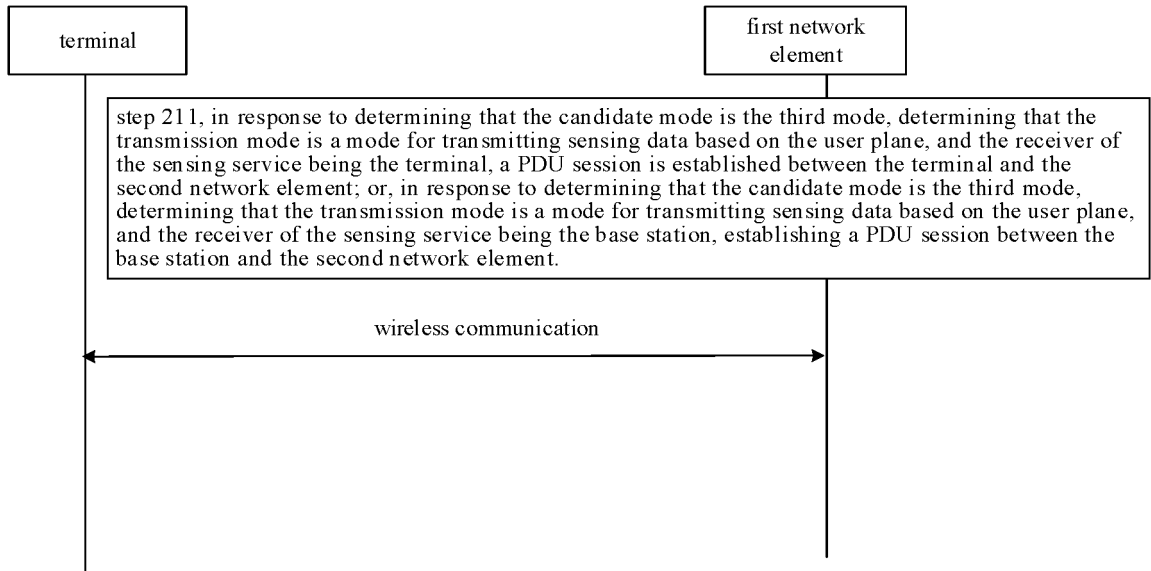 terminal
first network
element
step 211, in response to determining that the candidate mode is the third mode, determining that the
transmission mode is a mode for transmitting sensing data based on the user plane, and the receiver of
the sensing service being the terminal, a PDU session is established between the terminal and the
second network element; or, in response to determining that the candidate mode is the third mode,
determining that the transmission mode is a mode for transmitting sensing data based on the user plane,
and the receiver of the sensing service being the base station, establishing a PDU session between the
base station and the second network element.
wireless communication